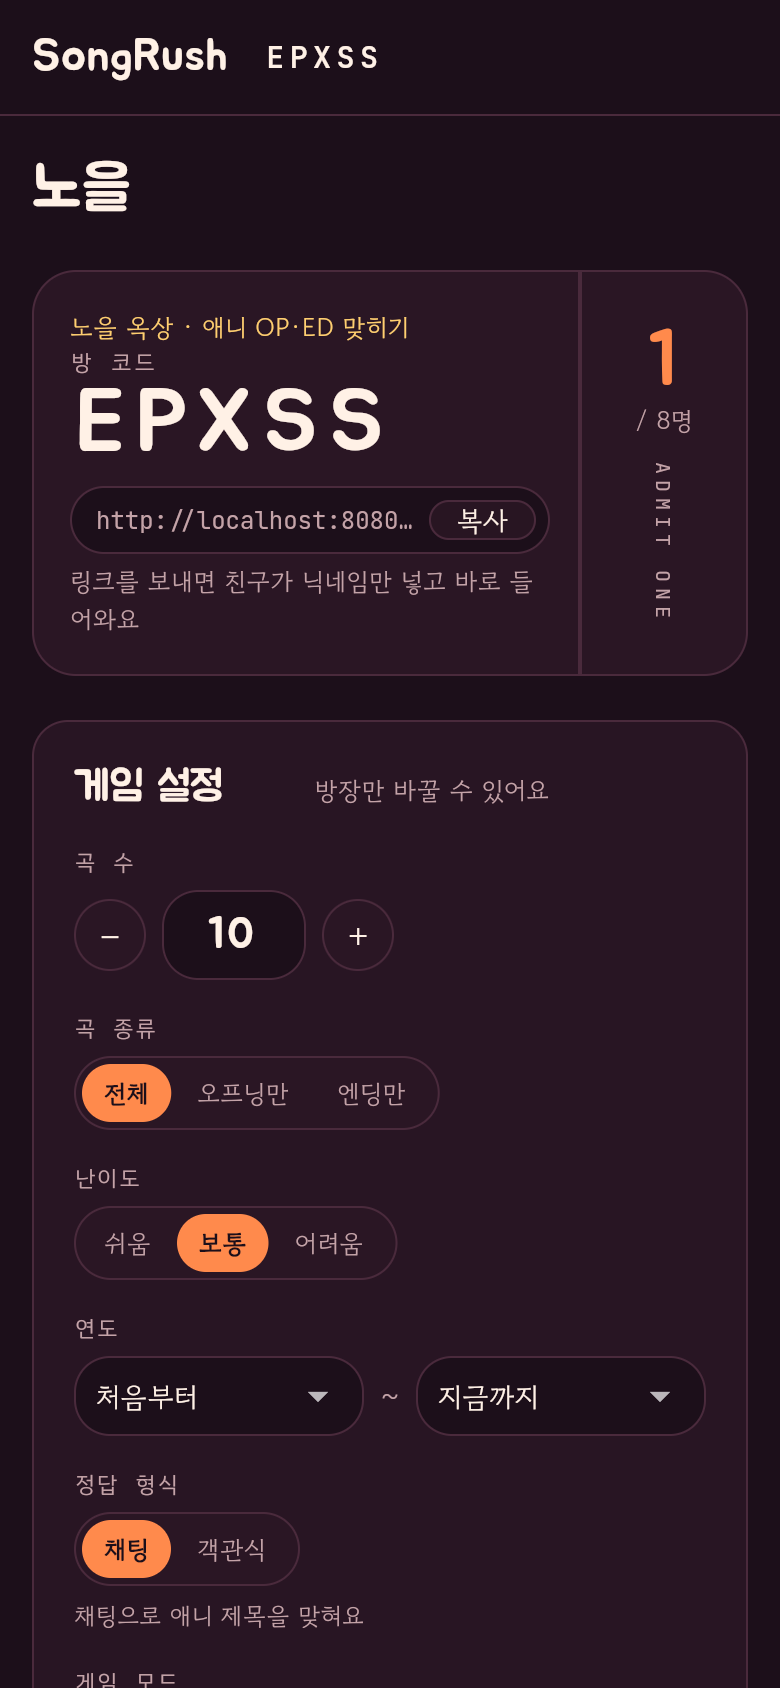 SongRush EPXSS
노을
노을 옥상 · 애니 OP·ED 맞히기
방 코드
EPXSS
http://localhost:8080… 복사
링크를 보내면 친구가 닉네임만 넣고 바로 들
어와요
1
/ 8명
ADMIT ONE
게임 설정 방장만 바꿀 수 있어요
곡 수
− 10 +
곡 종류
전체 오프닝만 엔딩만
난이도
쉬움 보통 어려움
연도
처음부터 ~ 지금까지
정답 형식
채팅 객관식
채팅으로 애니 제목을 맞혀요
게임 모드